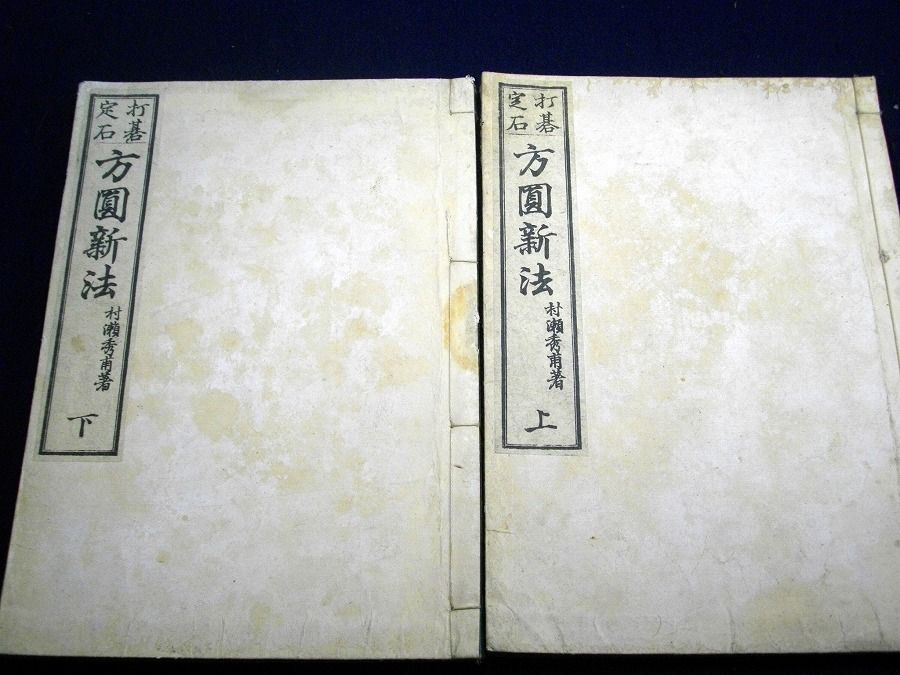 打碁
定石
方圓新法
村瀬秀甫著
上
打碁
定石
方圓新法
村瀬秀甫著
下